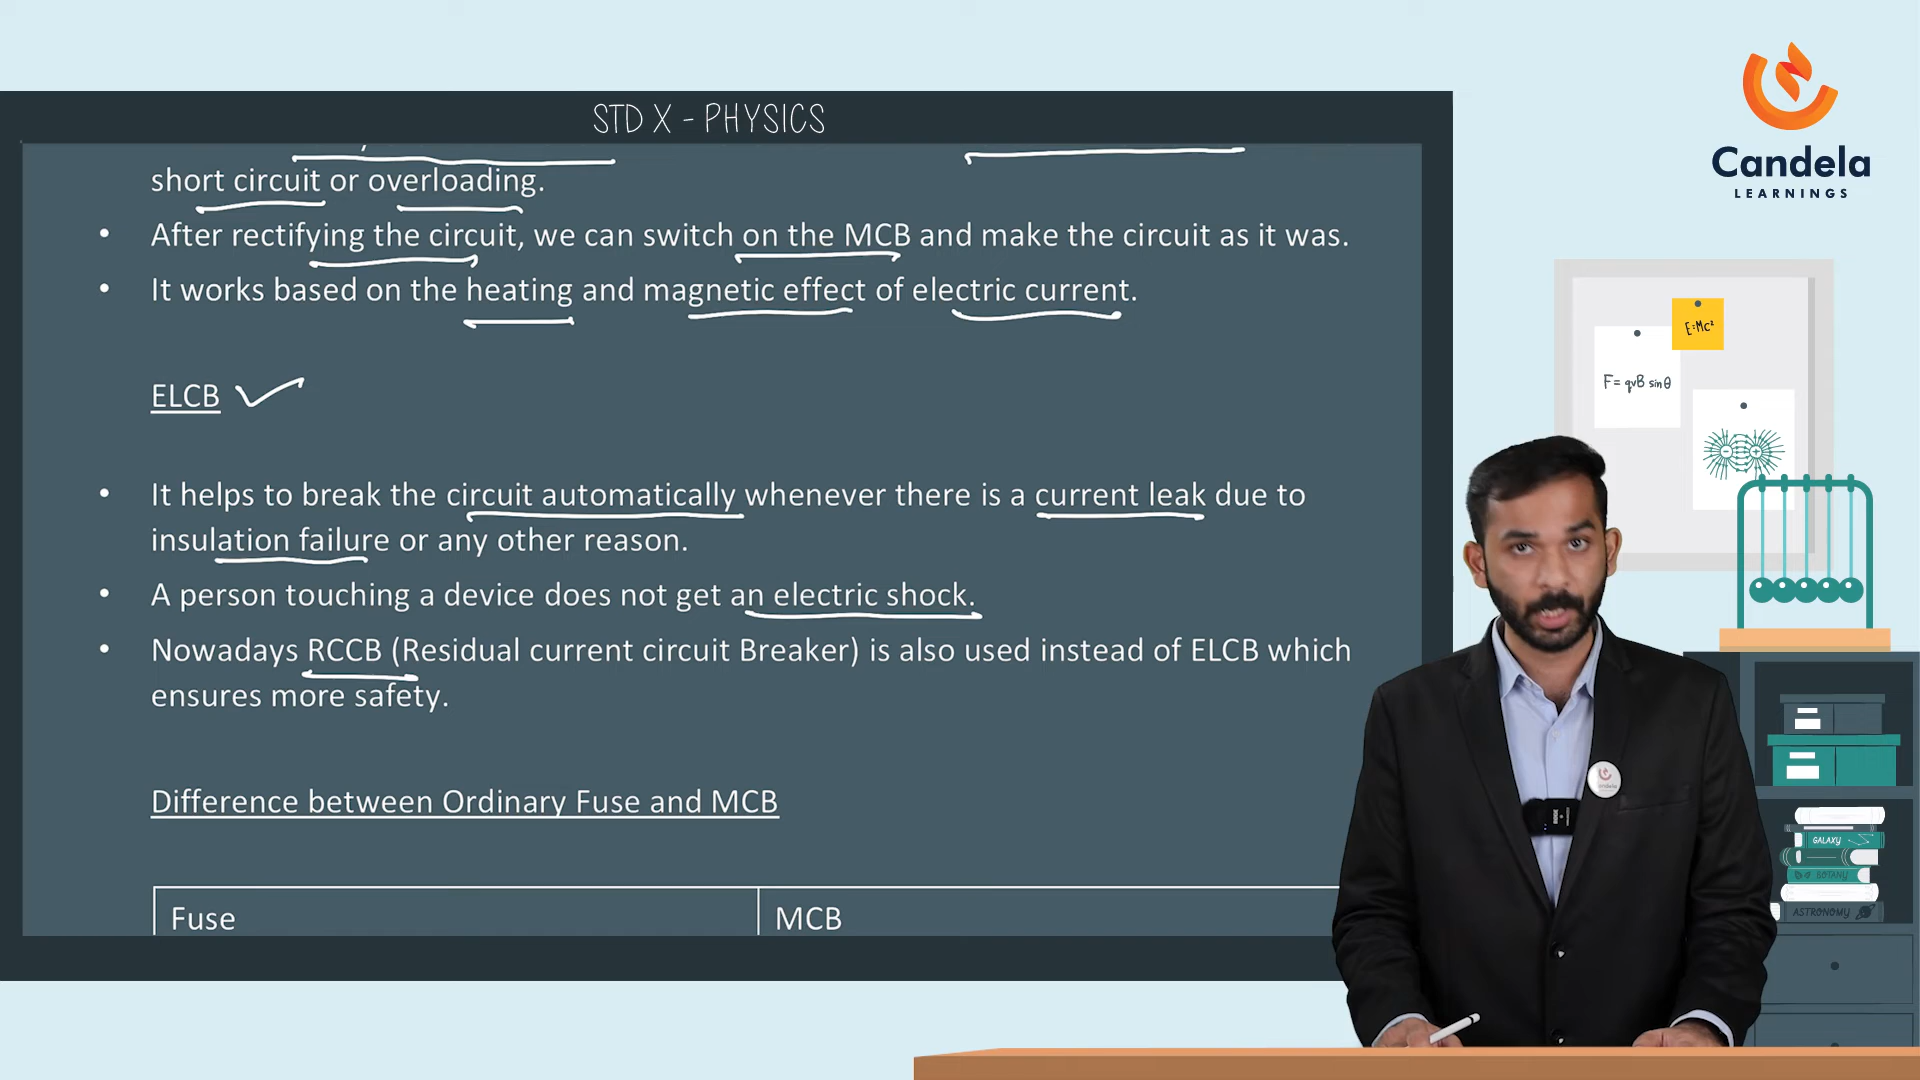 STD X - PHYSICS
short circuit or overloading.
• After rectifying the circuit, we can switch on the MCB and make the circuit as it was.
• It works based on the heating and magnetic effect of electric current.
ELCB
• It helps to break the circuit automatically whenever there is a current leak due to
insulation failure or any other reason.
• A person touching a device does not get an electric shock.
• Nowadays RCCB (Residual current circuit Breaker) is also used instead of ELCB which
ensures more safety.
Difference between Ordinary Fuse and MCB
Fuse
MCB
Candela
LEARNINGS
E=Mc²
F= qvB sinθ
GALAXY
BOTANY
ASTRONOMY